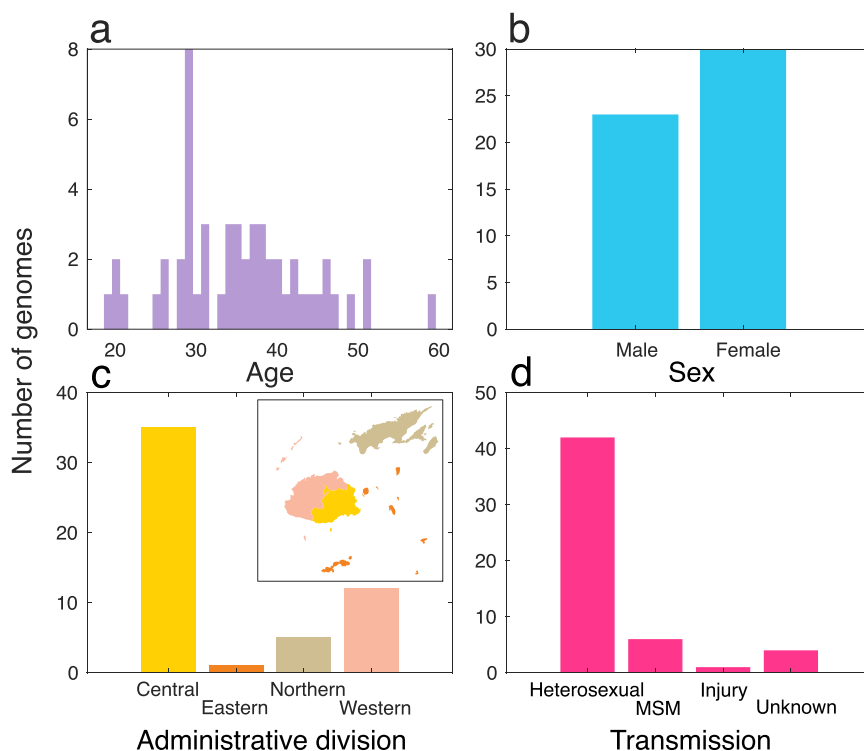 Number of genomes
a
8
6
4
2
0
20 30 40 50 60
Age
b
30
25
20
15
10
5
0
Male Female
Sex
c
40
30
20
10
0
Central Eastern Northern Western
Administrative division
d
50
40
30
20
10
0
Heterosexual MSM Injury Unknown
Transmission